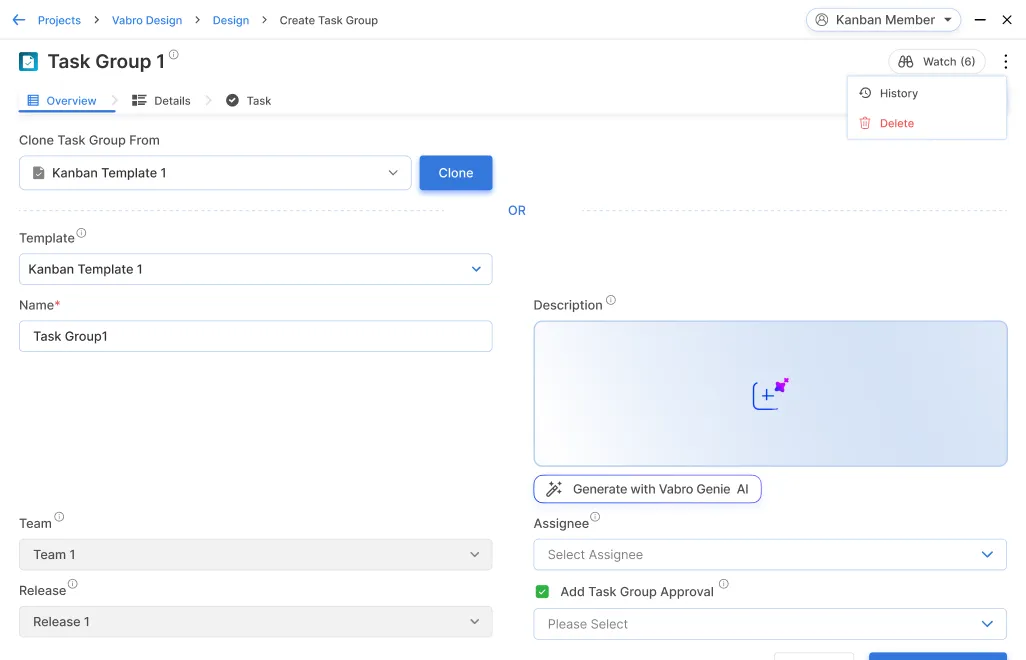 Projects > Vabro Design > Design > Create Task Group
Kanban Member
Task Group 1
Watch (6)
Overview
Details
Task
History
Delete
Clone Task Group From
Kanban Template 1
Clone
OR
Template
Kanban Template 1
Name*
Description
Task Group1
Generate with Vabro Genie AI
Team
Assignee
Team 1
Select Assignee
Release
Add Task Group Approval
Release 1
Please Select